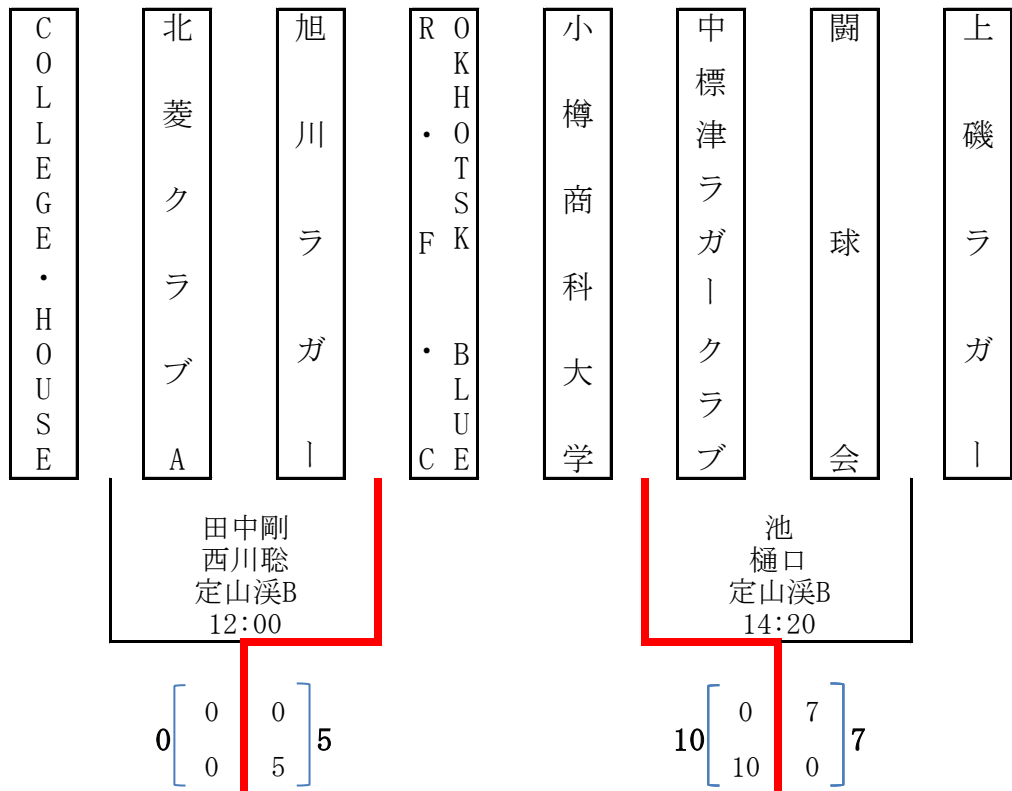 COLLEGE・HOUSE
北菱クラブA
旭川ラガー
OKHOTSK BLUE
R・F・C
小樽商科大学
中標津ラガークラブ
闘球会
上磯ラガー
田中剛
西川聡
定山渓B
12:00
池
樋口
定山渓B
14:20
0 0
0 5
0 5
0 7
10 7
10 0